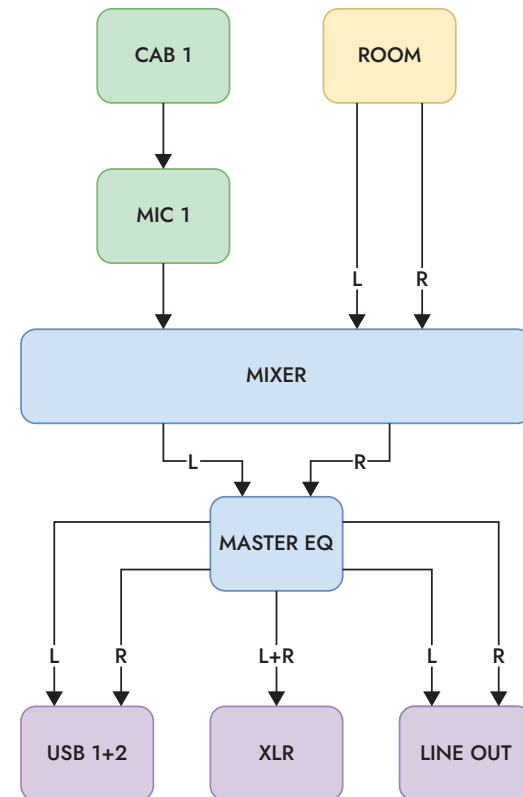 CAB 1
ROOM
MIC 1
L
R
MIXER
L
R
MASTER EQ
L
R
L+R
L
R
USB 1+2
XLR
LINE OUT